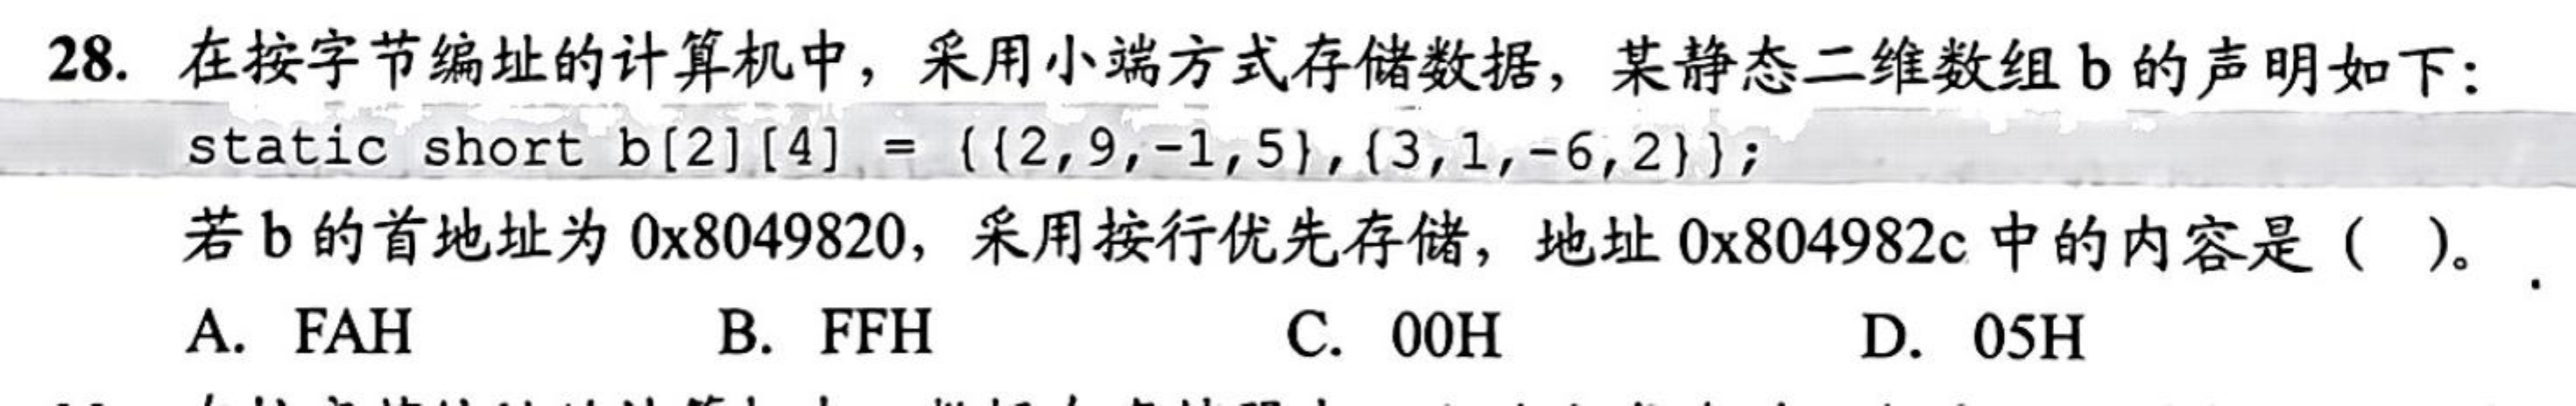 28. 在按字节编址的计算机中，采用小端方式存储数据，某静态二维数组 b 的声明如下：
static short b[2][4] = {{2,9,-1,5},{3,1,-6,2}};
若 b 的首地址为 0x8049820，采用按行优先存储，地址 0x804982c 中的内容是（ ）。
A. FAH B. FFH C. 00H D. 05H